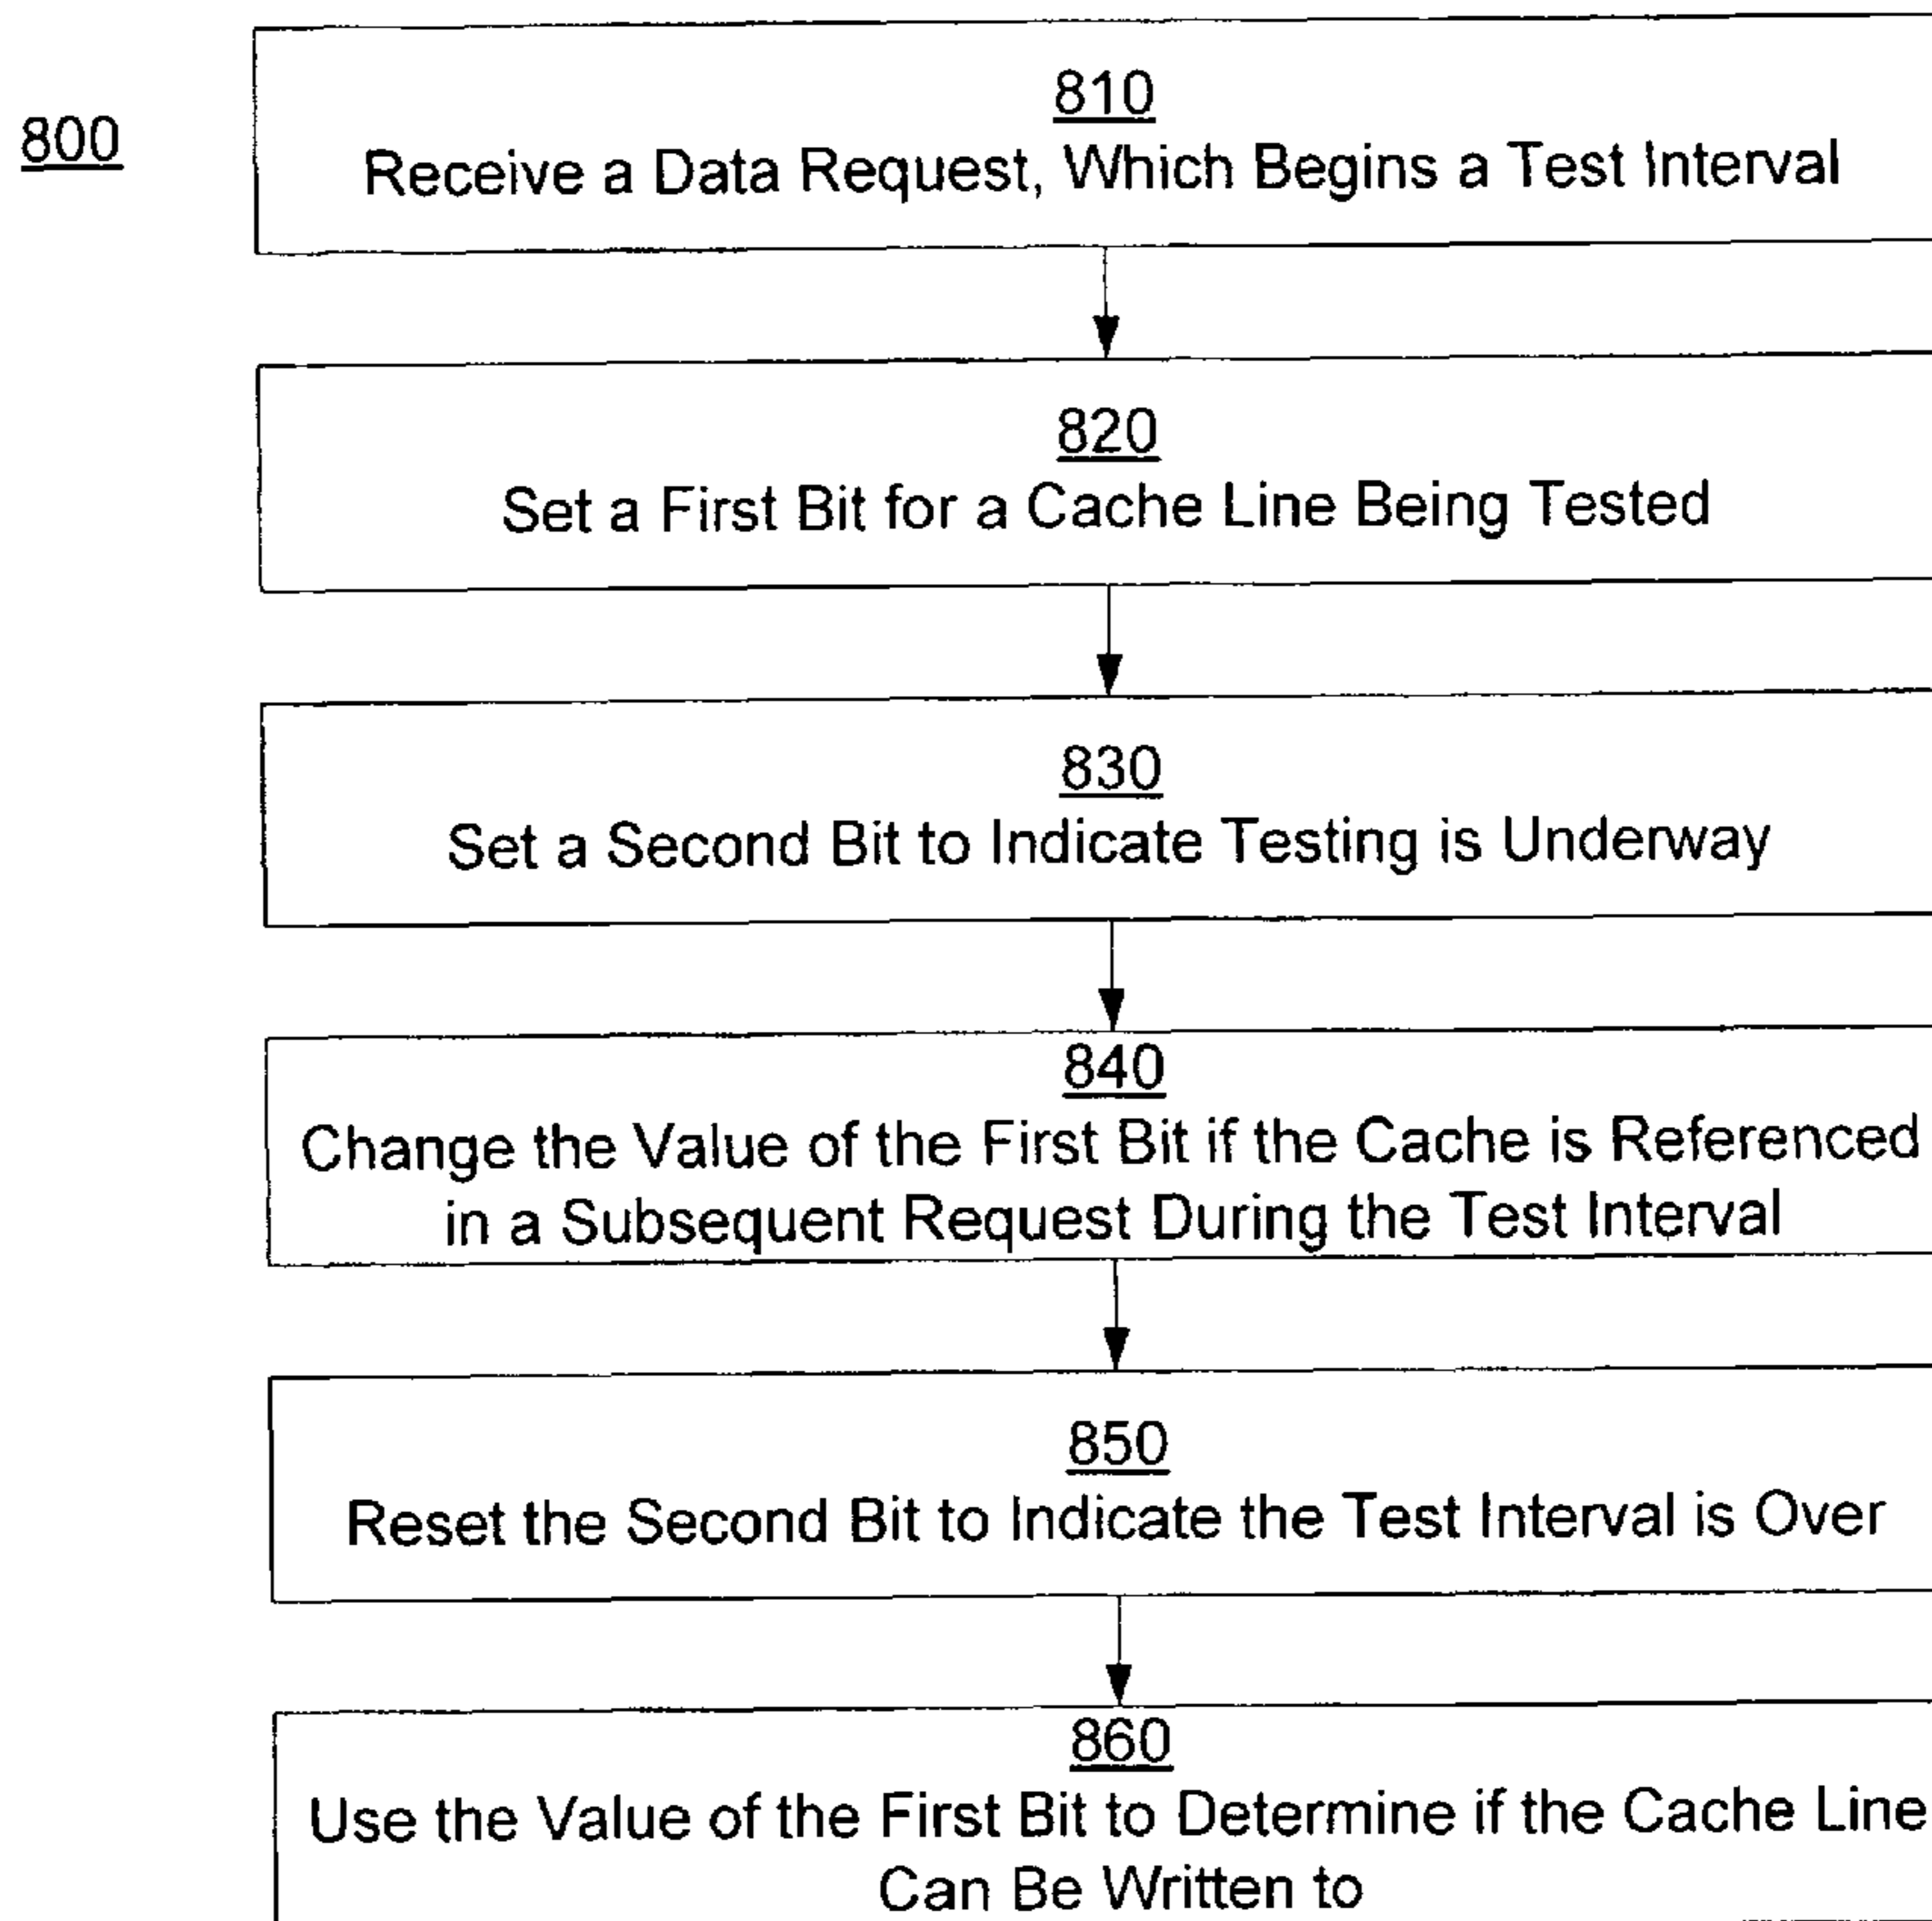 800
810
Receive a Data Request, Which Begins a Test Interval
820
Set a First Bit for a Cache Line Being Tested
830
Set a Second Bit to Indicate Testing is Underway
840
Change the Value of the First Bit if the Cache is Referenced
in a Subsequent Request During the Test Interval
850
Reset the Second Bit to Indicate the Test Interval is Over
860
Use the Value of the First Bit to Determine if the Cache Line
Can Be Written to